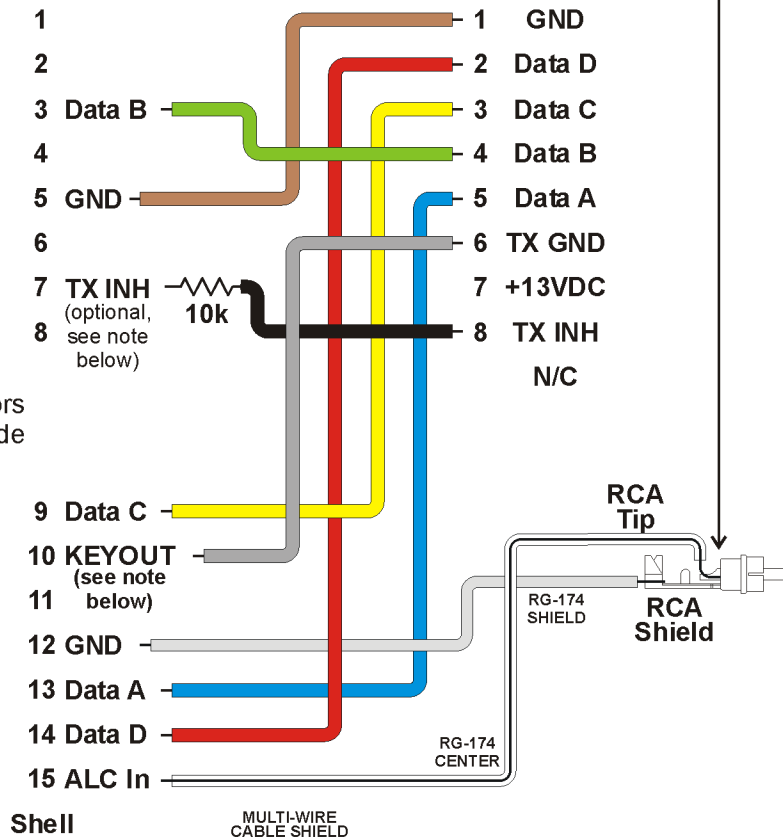 1 1 GND
2 2 Data D
3 Data B 3 Data C
4 4 Data B
5 GND 5 Data A
6 6 TX GND
7 TX INH 7 +13VDC
(optional,
10k
8 see note 8 TX INH
below)
N/C
ors
de
RCA
Tip
9 Data C
10 KEYOUT
(see note
11 below)
RG-174
SHIELD
RCA
Shield
12 GND
13 Data A
14 Data D
RG-174
CENTER
15 ALC In
Shell
MULTI-WIRE
CABLE SHIELD